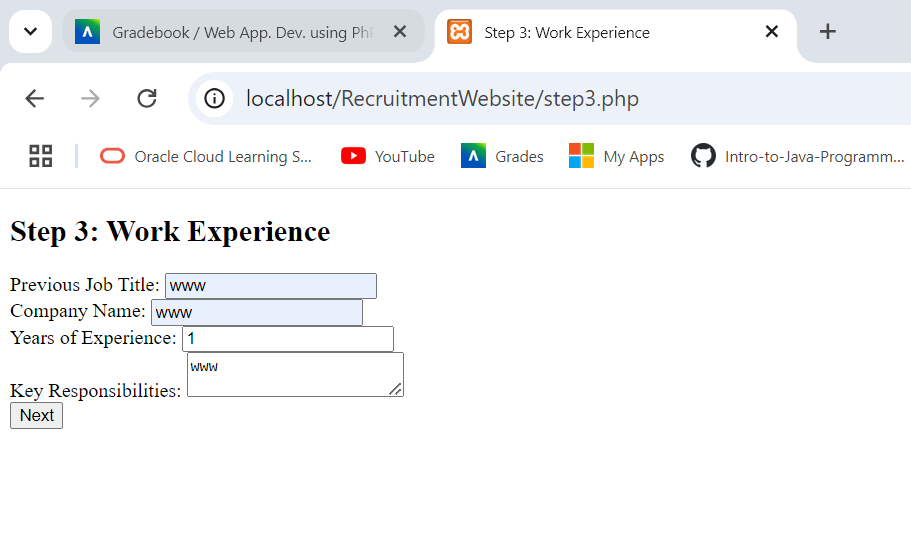 Gradebook / Web App. Dev. using PhP
Step 3: Work Experience
localhost/RecruitmentWebsite/step3.php
Oracle Cloud Learning S...
YouTube
Grades
My Apps
Intro-to-Java-Programm...
Step 3: Work Experience
Previous Job Title: www
Company Name: www
Years of Experience: 1
Key Responsibilities: www
Next